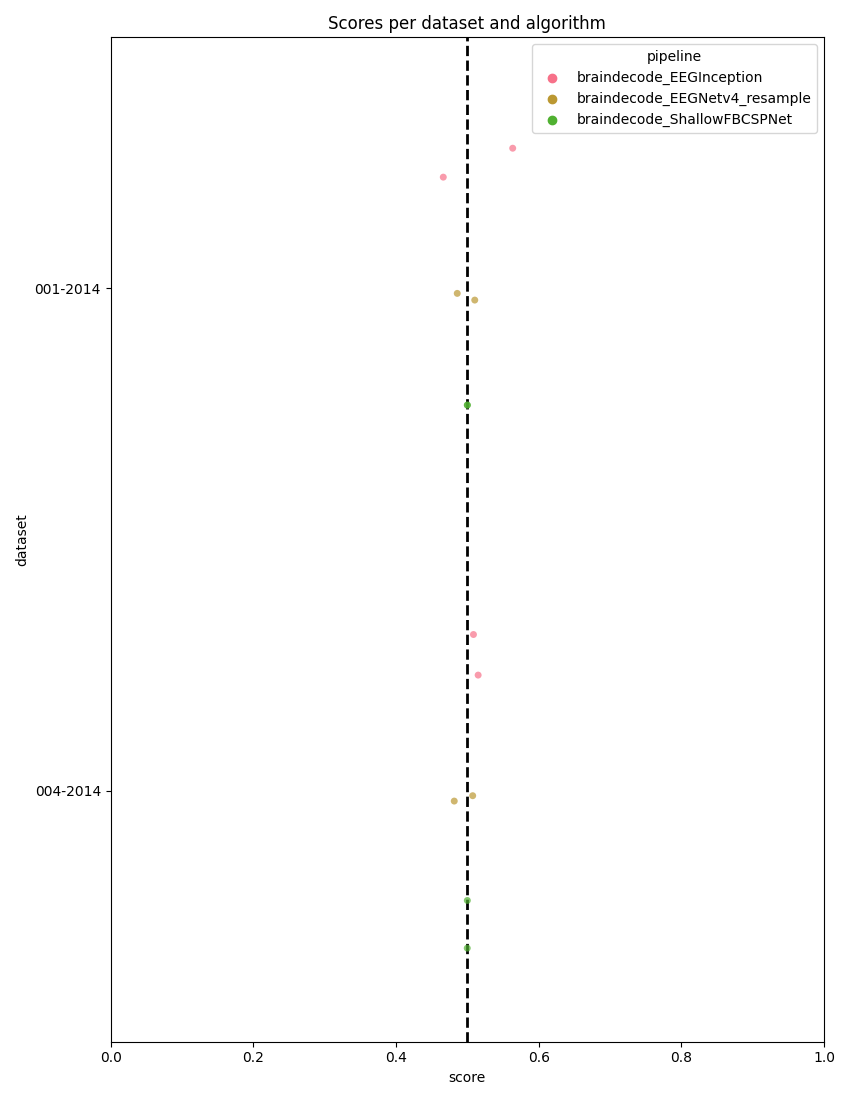 Scores per dataset and algorithm
pipeline
braindecode_EEGInception
braindecode_EEGNetv4_resample
braindecode_ShallowFBCSPNet
001-2014
dataset
004-2014
0.0
0.2
0.4
0.6
0.8
1.0
score